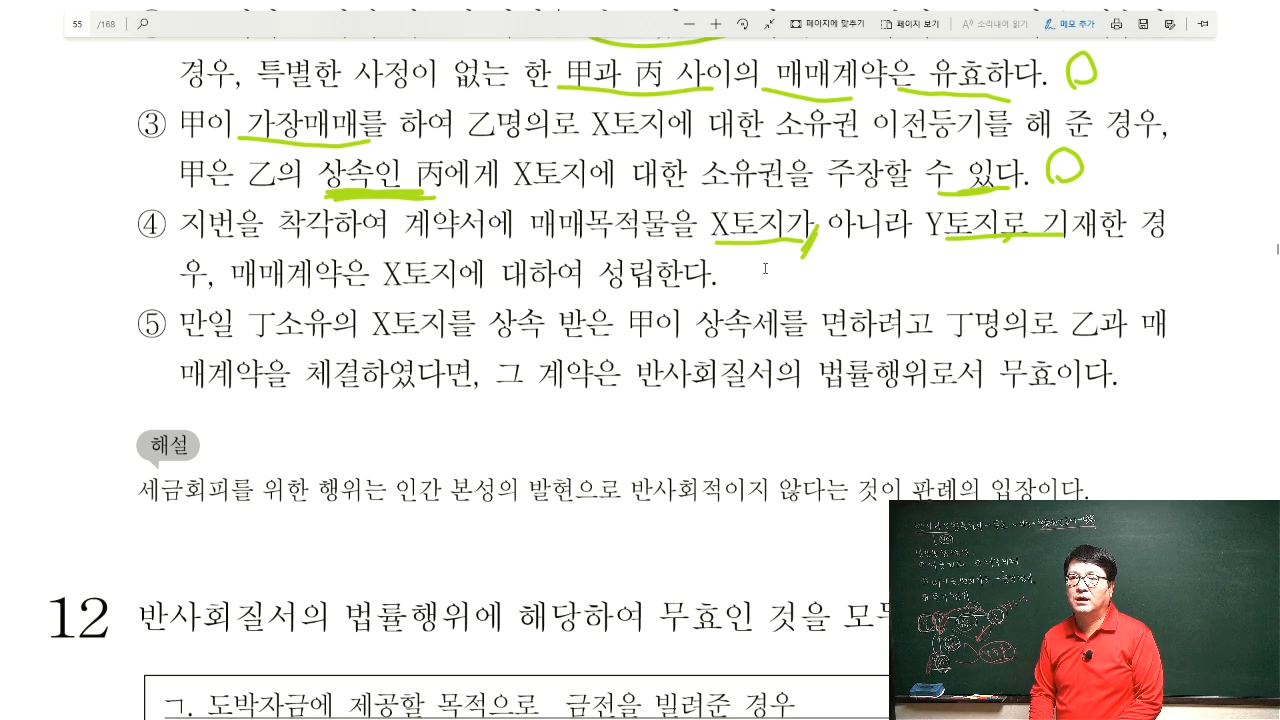 55 /168 페이지에 맞추기 페이지 보기 소리내어 읽기 메모 추가
경우, 특별한 사정이 없는 한 甲과 丙 사이의 매매계약은 유효하다.
③ 甲이 가장매매를 하여 乙명의로 X토지에 대한 소유권 이전등기를 해 준 경우,
甲은 乙의 상속인 丙에게 X토지에 대한 소유권을 주장할 수 있다.
④ 지번을 착각하여 계약서에 매매목적물을 X토지가 아니라 Y토지로 기재한 경
우, 매매계약은 X토지에 대하여 성립한다.
⑤ 만일 丁소유의 X토지를 상속 받은 甲이 상속세를 면하려고 丁명의로 乙과 매
매계약을 체결하였다면, 그 계약은 반사회질서의 법률행위로서 무효이다.
해설
세금회피를 위한 행위는 인간 본성의 발현으로 반사회적이지 않다는 것이 판례의 입장이다.
12 반사회질서의 법률행위에 해당하여 무효인 것을
ㄱ. 도박자금에 제공할 목적으로 금전을 빌려준 경우